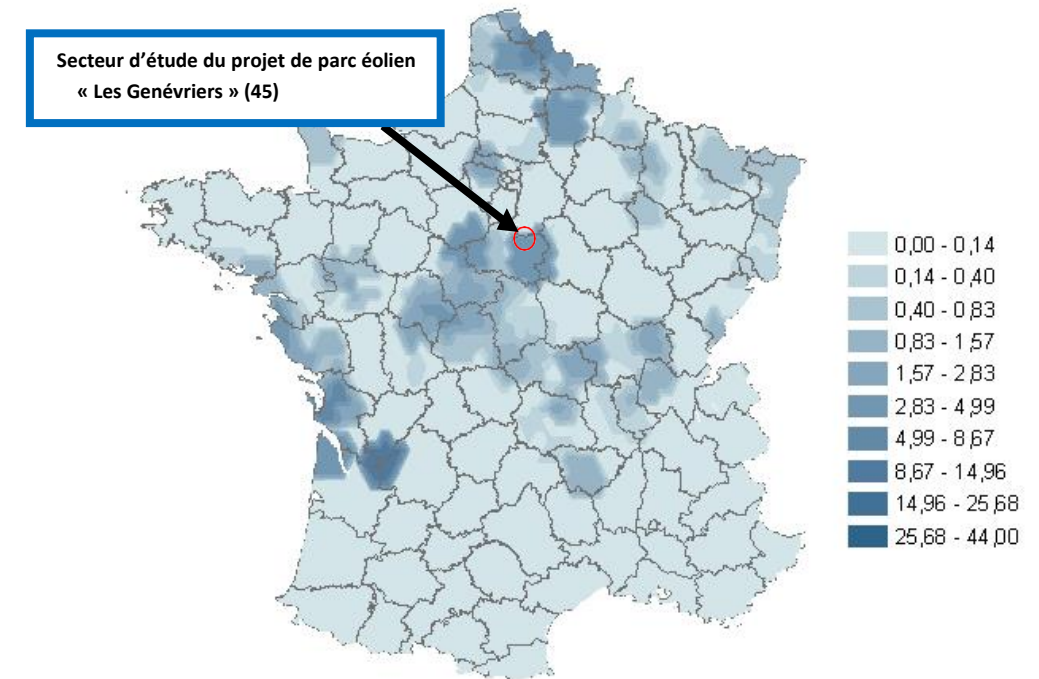 Secteur d’étude du projet de parc éolien
« Les Genévriers » (45)
0,00 - 0,14
0,14 - 0,40
0,40 - 0,83
0,83 - 1,57
1,57 - 2,83
2,83 - 4,99
4,99 - 8,67
8,67 - 14,96
14,96 - 25,68
25,68 - 44,00